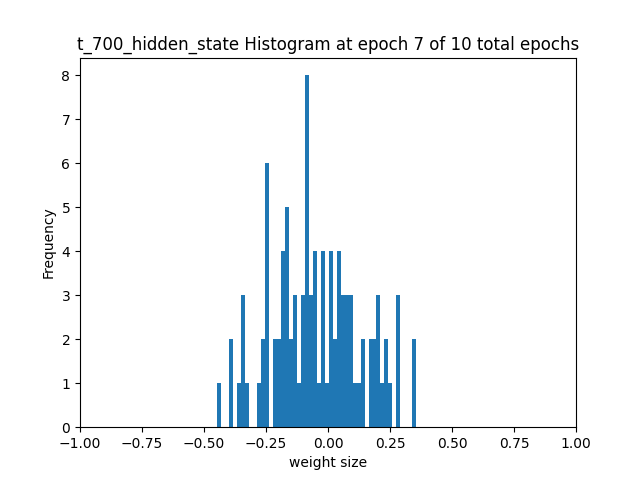 t_700_hidden_state Histogram at epoch 7 of 10 total epochs
8
7
6
5
4
3
2
1
0
Frequency
−1.00 −0.75 −0.50 −0.25 0.00 0.25 0.50 0.75 1.00
weight size